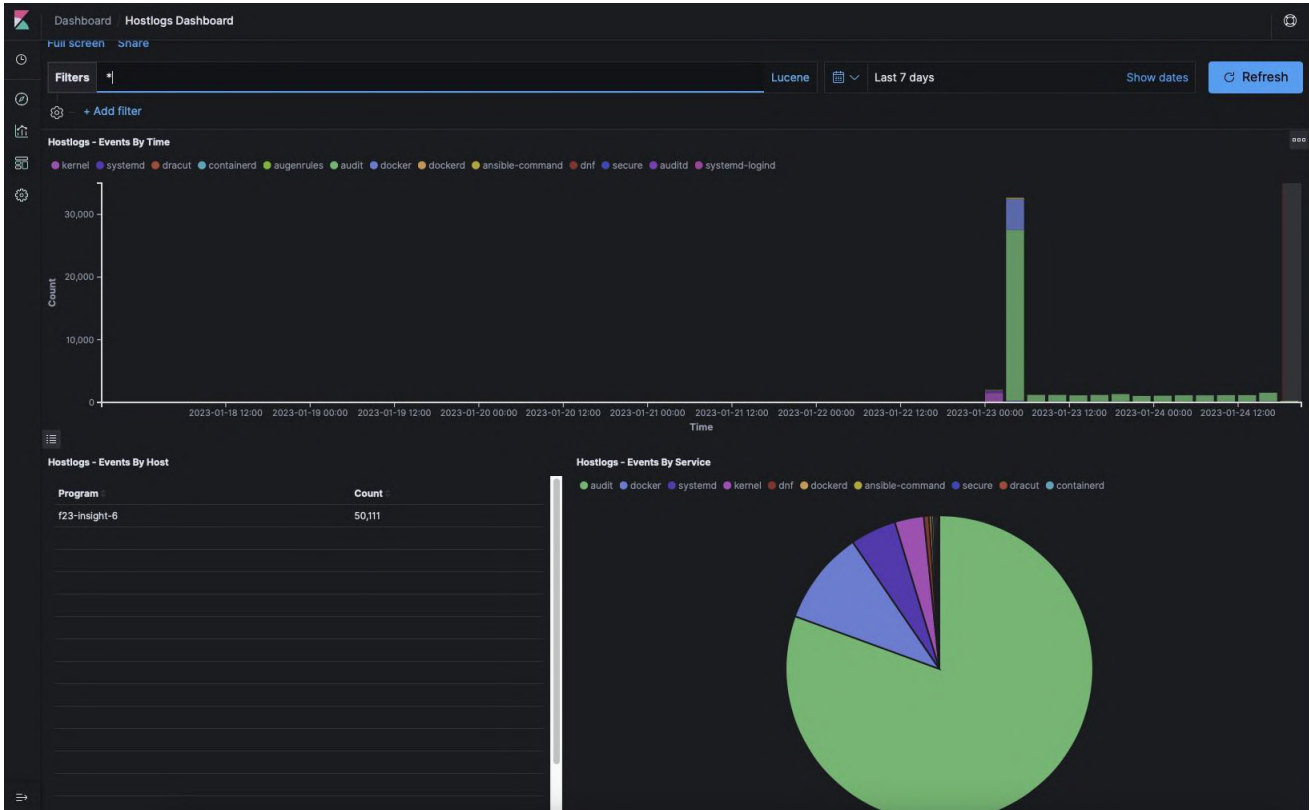 Dashboard / Hostlogs Dashboard
Full screen Share
Filters * Lucene Last 7 days Show dates Refresh
+ Add filter
Hostlogs - Events By Time
kernel systemd dracut containerd augenrules audit docker dockerd ansible-command dnf secure auditd systemd-logind
30,000
20,000
10,000
0
Count
2023-01-18 12:00 2023-01-19 00:00 2023-01-19 12:00 2023-01-20 00:00 2023-01-20 12:00 2023-01-21 00:00 2023-01-21 12:00 2023-01-22 00:00 2023-01-22 12:00 2023-01-23 00:00 2023-01-23 12:00 2023-01-24 00:00 2023-01-24 12:00
Time
Hostlogs - Events By Host
Program Count
f23-insight-6 50,111
Hostlogs - Events By Service
audit docker systemd kernel dnf dockerd ansible-command secure dracut containerd